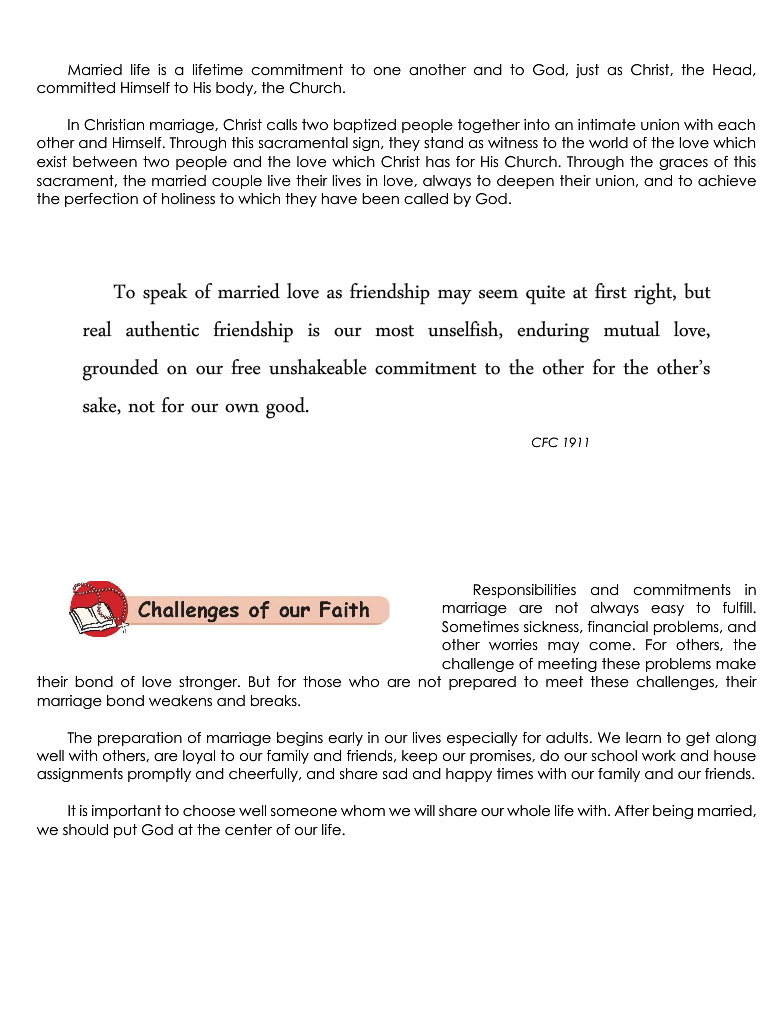 Married life is a lifetime commitment to one another and to God, just as Christ, the Head,
committed Himself to His body, the Church.
In Christian marriage, Christ calls two baptized people together into an intimate union with each
other and Himself. Through this sacramental sign, they stand as witness to the world of the love which
exist between two people and the love which Christ has for His Church. Through the graces of this
sacrament, the married couple live their lives in love, always to deepen their union, and to achieve
the perfection of holiness to which they have been called by God.
To speak of married love as friendship may seem quite at first right, but
real authentic friendship is our most unselfish, enduring mutual love,
grounded on our free unshakeable commitment to the other for the other's
sake, not for our own good.
CFC 1911
Challenges of our Faith
Responsibilities and commitments in
marriage are not always easy to fulfill.
Sometimes sickness, financial problems, and
other worries may come. For others, the
challenge of meeting these problems make
their bond of love stronger. But for those who are not prepared to meet these challenges, their
marriage bond weakens and breaks.
The preparation of marriage begins early in our lives especially for adults. We learn to get along
well with others, are loyal to our family and friends, keep our promises, do our school work and house
assignments promptly and cheerfully, and share sad and happy times with our family and our friends.
It is important to choose well someone whom we will share our whole life with. After being married,
we should put God at the center of our life.